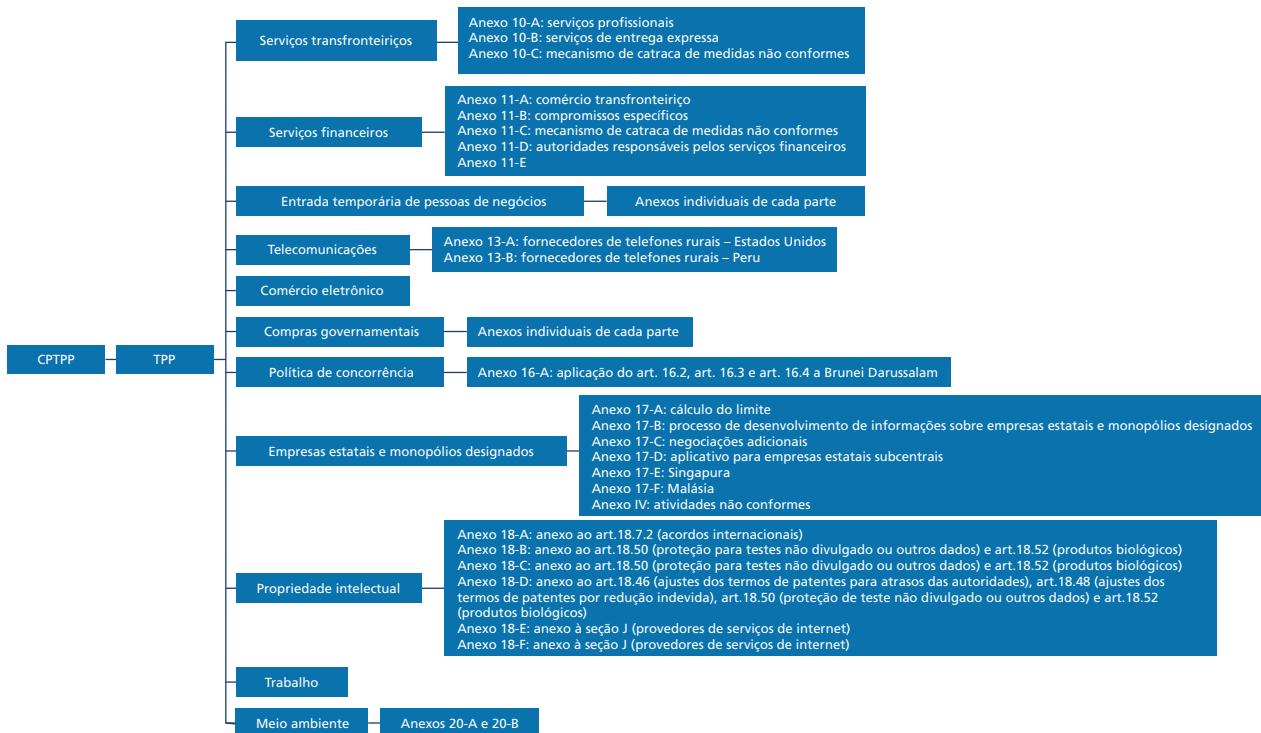 Serviços transfronteiriços
Anexo 10-A: serviços profissionais
Anexo 10-B: serviços de entrega expressa
Anexo 10-C: mecanismo de catraca de medidas não conformes
Serviços financeiros
Anexo 11-A: comércio transfronteiriço
Anexo 11-B: compromissos específicos
Anexo 11-C: mecanismo de catraca de medidas não conformes
Anexo 11-D: autoridades responsáveis pelos serviços financeiros
Anexo 11-E
Entrada temporária de pessoas de negócios
Anexos individuais de cada parte
Telecomunicações
Anexo 13-A: fornecedores de telefones rurais – Estados Unidos
Anexo 13-B: fornecedores de telefones rurais – Peru
Comércio eletrônico
Compras governamentais
Anexos individuais de cada parte
CPTPP
TPP
Política de concorrência
Anexo 16-A: aplicação do art. 16.2, art. 16.3 e art. 16.4 a Brunei Darussalam
Empresas estatais e monopólios designados
Anexo 17-A: cálculo do limite
Anexo 17-B: processo de desenvolvimento de informações sobre empresas estatais e monopólios designados
Anexo 17-C: negociações adicionais
Anexo 17-D: aplicativo para empresas estatais subcentrais
Anexo 17-E: Singapura
Anexo 17-F: Malásia
Anexo IV: atividades não conformes
Propriedade intelectual
Anexo 18-A: anexo ao art.18.7.2 (acordos internacionais)
Anexo 18-B: anexo ao art.18.50 (proteção para testes não divulgado ou outros dados) e art.18.52 (produtos biológicos)
Anexo 18-C: anexo ao art.18.50 (proteção para testes não divulgado ou outros dados) e art.18.52 (produtos biológicos)
Anexo 18-D: anexo ao art.18.46 (ajustes dos termos de patentes para atrasos das autoridades), art.18.48 (ajustes dos
termos de patentes por redução indevida), art.18.50 (proteção de teste não divulgado ou outros dados) e art.18.52
(produtos biológicos)
Anexo 18-E: anexo à seção J (provedores de serviços de internet)
Anexo 18-F: anexo à seção J (provedores de serviços de internet)
Trabalho
Meio ambiente
Anexos 20-A e 20-B